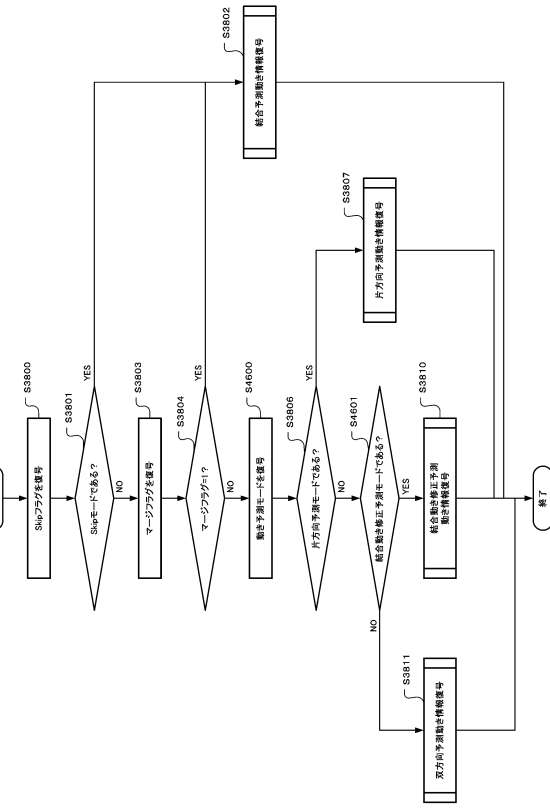 S3800
Skipフラグを復号
S3801
Skipモードである?
YES
NO
S3802
結合予測動き情報復号
S3803
マージフラグを復号
S3804
マージフラグ=1?
YES
NO
S4600
動き予測モードを復号
S3806
片方向予測モードである?
YES
NO
S3807
片方向予測動き情報復号
S4601
結合動き修正予測モードである?
NO
YES
S3810
結合動き修正予測
動き情報復号
S3811
双方向予測動き情報復号
終了